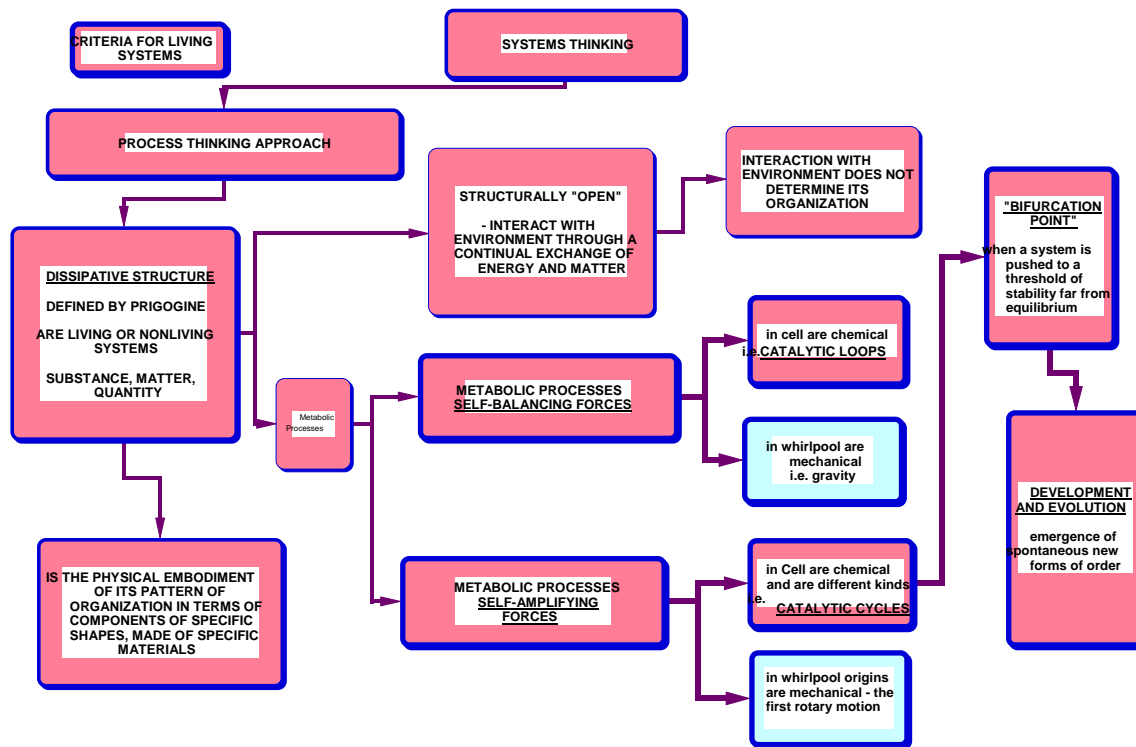 CRITERIA FOR LIVING
SYSTEMS
SYSTEMS THINKING
PROCESS THINKING APPROACH
DISSIPATIVE STRUCTURE
DEFINED BY PRIGOGINE
ARE LIVING OR NONLIVING
SYSTEMS
SUBSTANCE, MATTER,
QUANTITY
IS THE PHYSICAL EMBODIMENT
OF ITS PATTERN OF
ORGANIZATION IN TERMS OF
COMPONENTS OF SPECIFIC
SHAPES, MADE OF SPECIFIC
MATERIALS
STRUCTURALLY "OPEN"
- INTERACT WITH
ENVIRONMENT THROUGH A
CONTINUAL EXCHANGE OF
ENERGY AND MATTER
INTERACTION WITH
ENVIRONMENT DOES NOT
DETERMINE ITS
ORGANIZATION
Metabolic
Processes
METABOLIC PROCESSES
SELF-BALANCING FORCES
in cell are chemical
i.e.CATALYTIC LOOPS
in whirlpool are
mechanical
i.e. gravity
METABOLIC PROCESSES
SELF-AMPLIFYING
FORCES
in Cell are chemical
and are different kinds
i.e.
CATALYTIC CYCLES
in whirlpool origins
are mechanical - the
first rotary motion
"BIFURCATION
POINT"
when a system is
pushed to a
threshold of
stability far from
equilibrium
DEVELOPMENT
AND EVOLUTION
emergence of
spontaneous new
forms of order